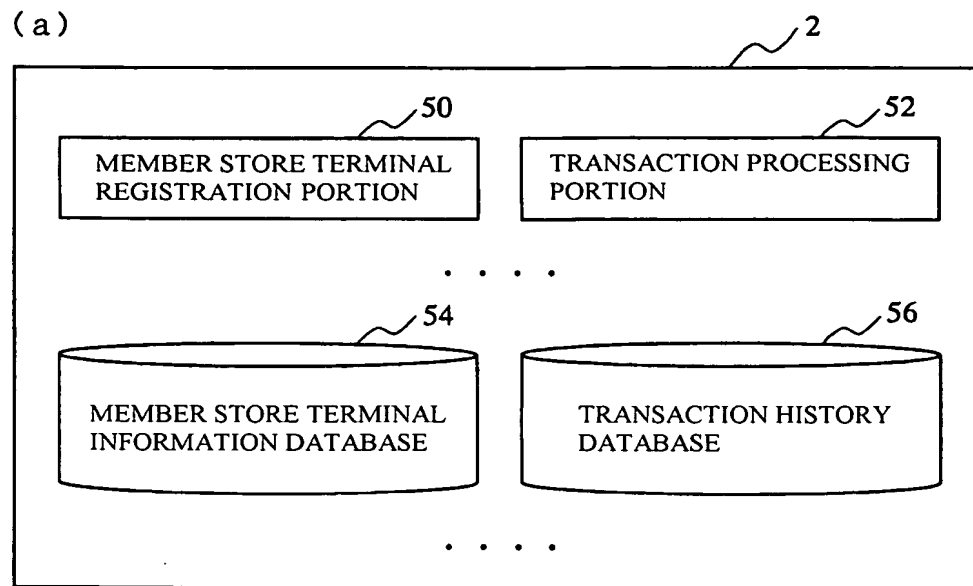 (a)
2
50
52
MEMBER STORE TERMINAL
REGISTRATION PORTION
TRANSACTION PROCESSING
PORTION
. . . .
54
56
MEMBER STORE TERMINAL
INFORMATION DATABASE
TRANSACTION HISTORY
DATABASE
. . . .